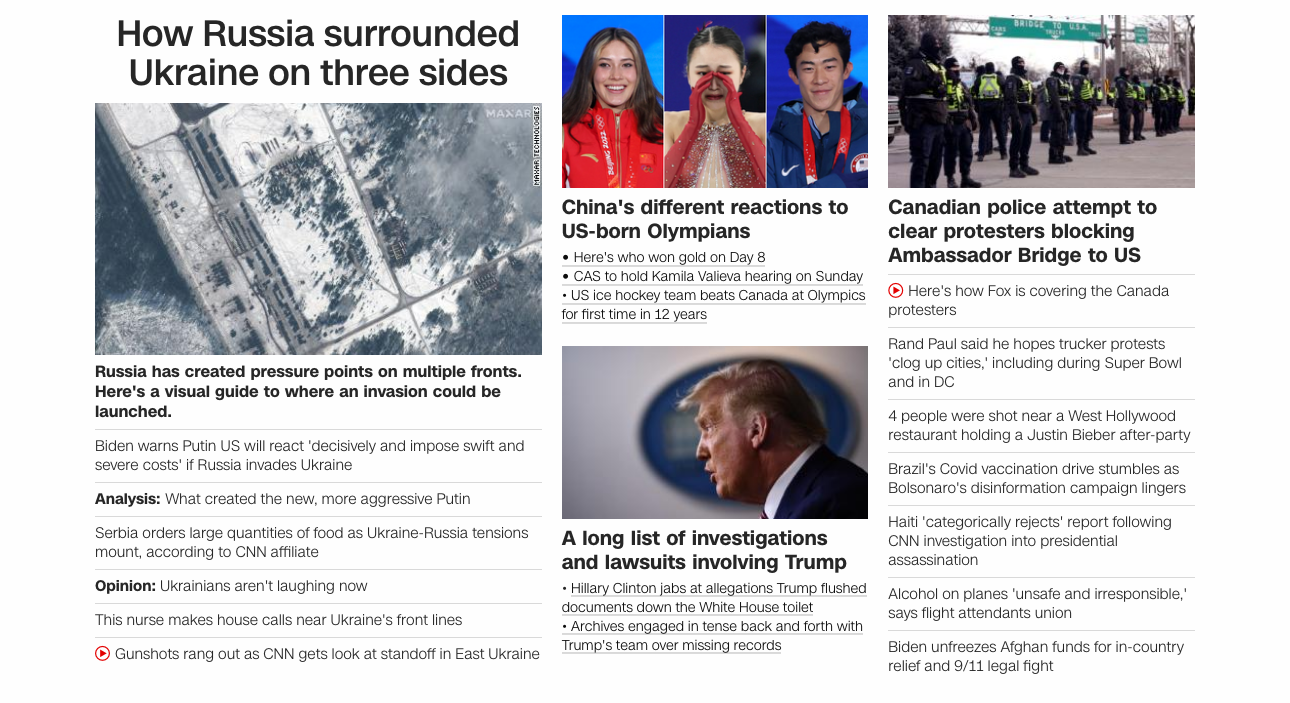 How Russia surrounded
Ukraine on three sides
MAXAR
MAXAR TECHNOLOGIES
Russia has created pressure points on multiple fronts.
Here's a visual guide to where an invasion could be
launched.
Biden warns Putin US will react 'decisively and impose swift and
severe costs' if Russia invades Ukraine
Analysis: What created the new, more aggressive Putin
Serbia orders large quantities of food as Ukraine-Russia tensions
mount, according to CNN affiliate
Opinion: Ukrainians aren't laughing now
This nurse makes house calls near Ukraine's front lines
Gunshots rang out as CNN gets look at standoff in East Ukraine
BEIJING 2022
China's different reactions to
US-born Olympians
• Here's who won gold on Day 8
• CAS to hold Kamila Valieva hearing on Sunday
• US ice hockey team beats Canada at Olympics
for first time in 12 years
A long list of investigations
and lawsuits involving Trump
• Hillary Clinton jabs at allegations Trump flushed
documents down the White House toilet
• Archives engaged in tense back and forth with
Trump's team over missing records
BRIDGE TO U.S.A.
CARS
TRUCKS
Canadian police attempt to
clear protesters blocking
Ambassador Bridge to US
Here's how Fox is covering the Canada
protesters
Rand Paul said he hopes trucker protests
'clog up cities,' including during Super Bowl
and in DC
4 people were shot near a West Hollywood
restaurant holding a Justin Bieber after-party
Brazil's Covid vaccination drive stumbles as
Bolsonaro's disinformation campaign lingers
Haiti 'categorically rejects' report following
CNN investigation into presidential
assassination
Alcohol on planes 'unsafe and irresponsible,'
says flight attendants union
Biden unfreezes Afghan funds for in-country
relief and 9/11 legal fight